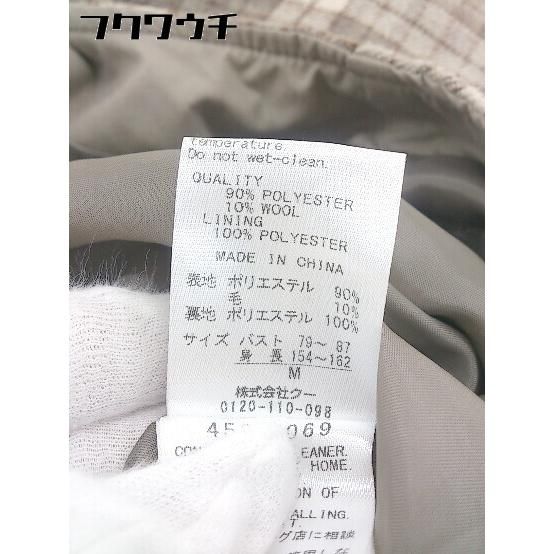 フクワウチ
temperature.
Do not wet-clean.
QUALITY
90% POLYESTER
10% WOOL
LINING
100% POLYESTER
MADE IN CHINA
表地 ポリエステル 90%
毛 10%
裏地 ポリエステル 100%
サイズ バスト 79～87
身長 154～162
M
株式会社クー
0120-110-098
069
EANER.
HOME.
ON OF
ALLING.
グ店に相談